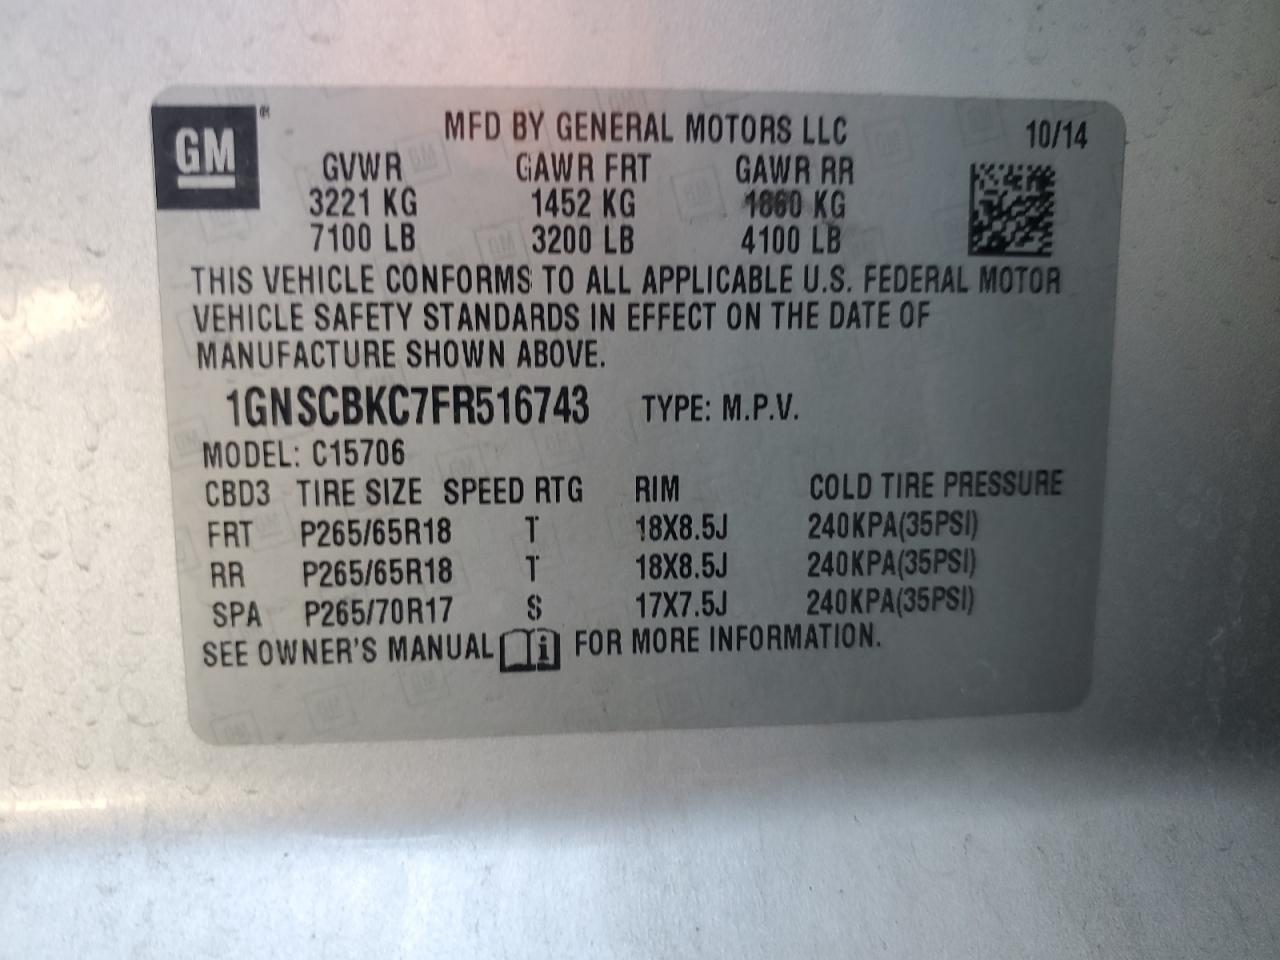 GM ®
MFD BY GENERAL MOTORS LLC 10/14
GVWR GAWR FRT GAWR RR
3221 KG 1452 KG 1860 KG
7100 LB 3200 LB 4100 LB
THIS VEHICLE CONFORMS TO ALL APPLICABLE U.S. FEDERAL MOTOR
VEHICLE SAFETY STANDARDS IN EFFECT ON THE DATE OF
MANUFACTURE SHOWN ABOVE.
1GNSCBKC7FR516743 TYPE: M.P.V.
MODEL: C15706
CBD3 TIRE SIZE SPEED RTG RIM COLD TIRE PRESSURE
FRT P265/65R18 T 18X8.5J 240KPA(35PSI)
RR P265/65R18 T 18X8.5J 240KPA(35PSI)
SPA P265/70R17 S 17X7.5J 240KPA(35PSI)
SEE OWNER'S MANUAL i FOR MORE INFORMATION.